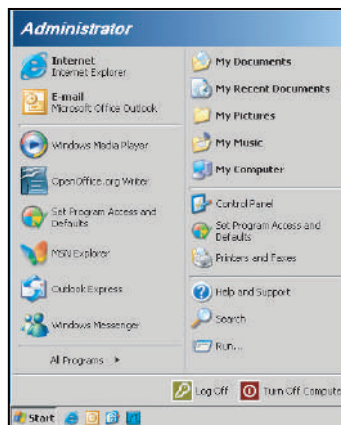 Administrator
Internet
Internet Explorer
E-mail
Microsoft Office Outlook
Windows Media Player
OpenOffice.org Writer
Set Program Access and
Defaults
MSN Explorer
Outlook Express
Windows Messenger
All Programs
My Documents
My Recent Documents
My Pictures
My Music
My Computer
Control Panel
Set Program Access and
Defaults
Printers and Faxes
Help and Support
Search
Run...
Log Off
Turn Off Compute
Start